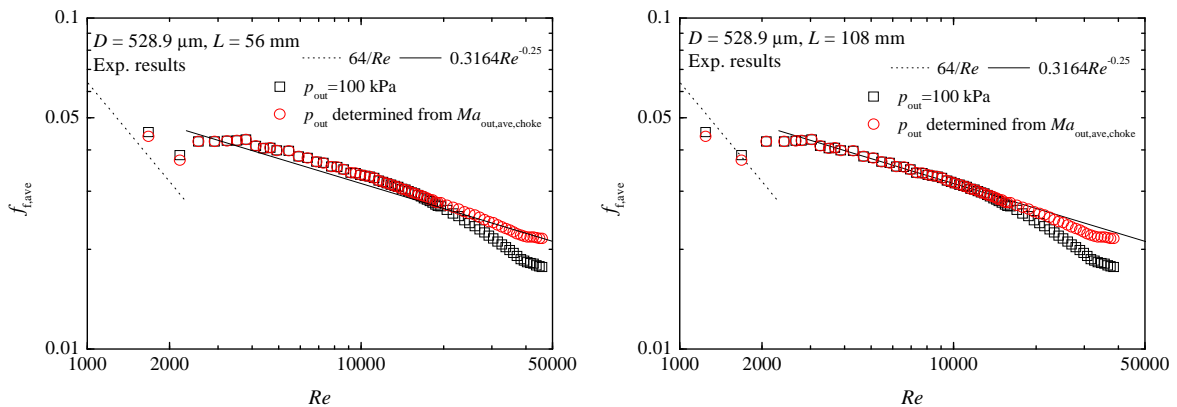 0.1
D = 528.9 μm, L = 56 mm
Exp. results
64/Re
0.3164Re^-0.25
p_out=100 kPa
p_out determined from Ma_out,ave,choke
0.05
f_f,ave
0.01
1000
2000
10000
50000
Re
0.1
D = 528.9 μm, L = 108 mm
Exp. results
64/Re
0.3164Re^-0.25
p_out=100 kPa
p_out determined from Ma_out,ave,choke
0.05
f_f,ave
0.01
1000
2000
10000
50000
Re